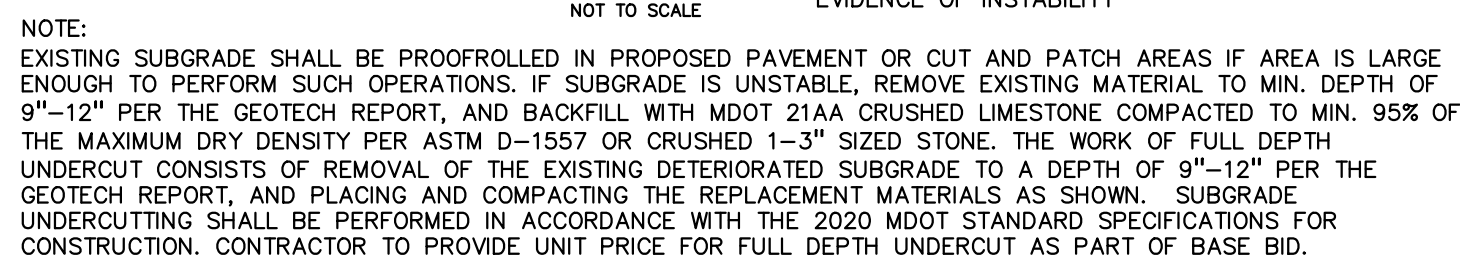 NOT TO SCALE
EVIDENCE OF INSTABILITY
NOTE:
EXISTING SUBGRADE SHALL BE PROOFROLLED IN PROPOSED PAVEMENT OR CUT AND PATCH AREAS IF AREA IS LARGE
ENOUGH TO PERFORM SUCH OPERATIONS. IF SUBGRADE IS UNSTABLE, REMOVE EXISTING MATERIAL TO MIN. DEPTH OF
9"–12" PER THE GEOTECH REPORT, AND BACKFILL WITH MDOT 21AA CRUSHED LIMESTONE COMPACTED TO MIN. 95% OF
THE MAXIMUM DRY DENSITY PER ASTM D–1557 OR CRUSHED 1–3" SIZED STONE. THE WORK OF FULL DEPTH
UNDERCUT CONSISTS OF REMOVAL OF THE EXISTING DETERIORATED SUBGRADE TO A DEPTH OF 9"–12" PER THE
GEOTECH REPORT, AND PLACING AND COMPACTING THE REPLACEMENT MATERIALS AS SHOWN. SUBGRADE
UNDERCUTTING SHALL BE PERFORMED IN ACCORDANCE WITH THE 2020 MDOT STANDARD SPECIFICATIONS FOR
CONSTRUCTION. CONTRACTOR TO PROVIDE UNIT PRICE FOR FULL DEPTH UNDERCUT AS PART OF BASE BID.